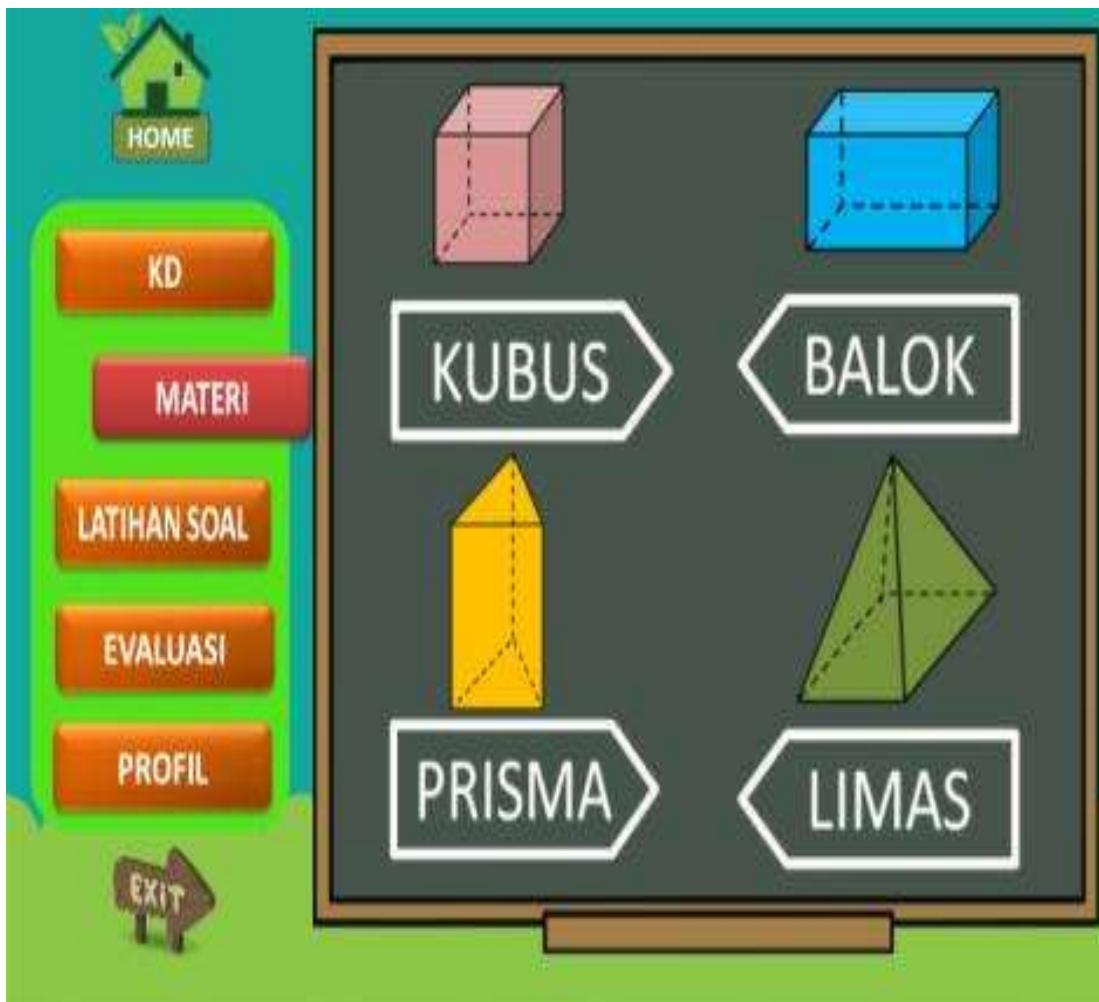 HOME
KD
MATERI
LATIHAN SOAL
EVALUASI
PROFIL
EXIT
KUBUS
BALOK
PRISMA
LIMAS